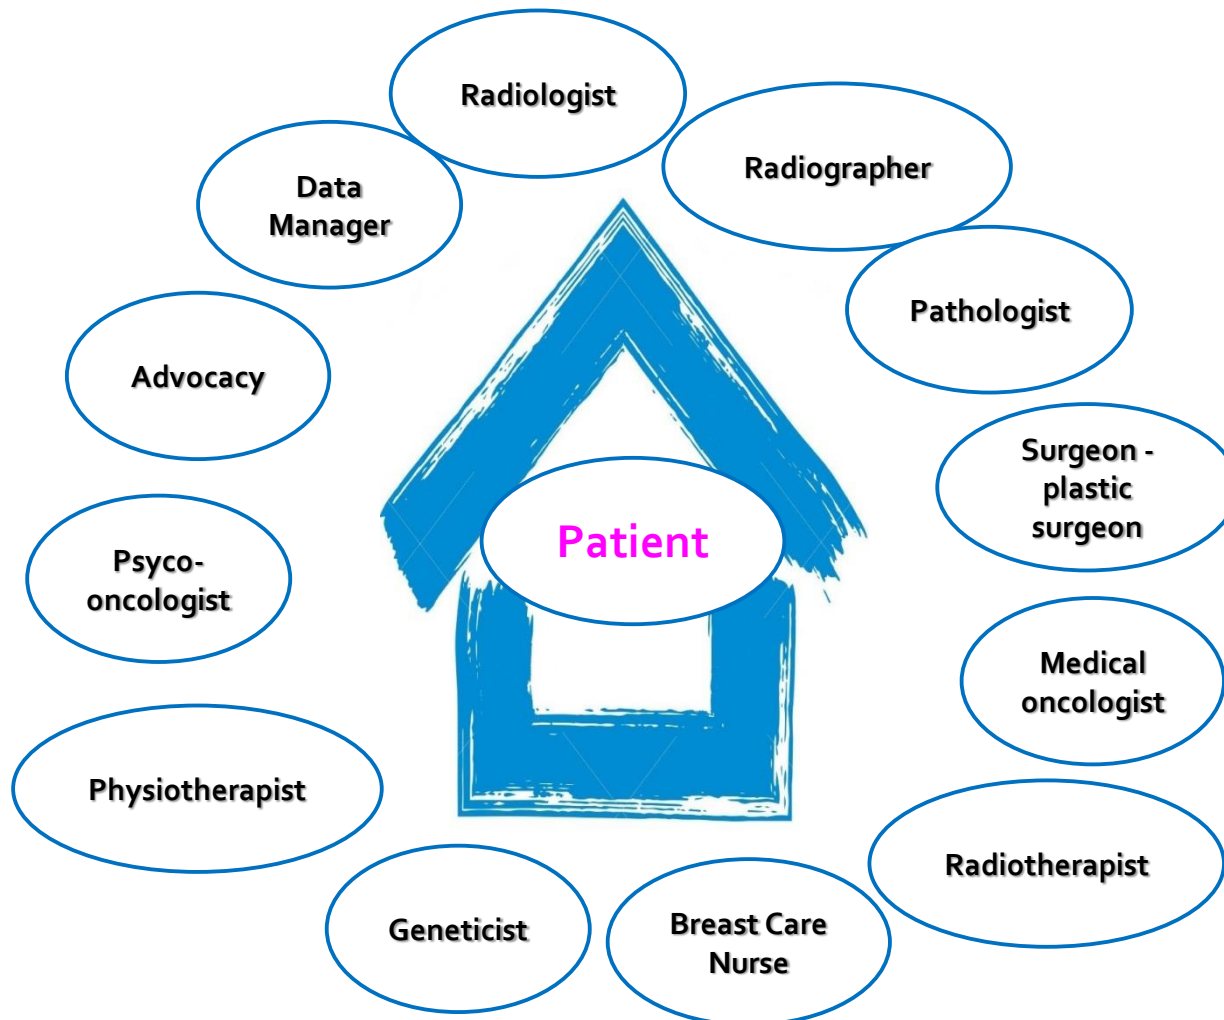 Radiologist
Radiographer
Data
Manager
Pathologist
Advocacy
Surgeon -
plastic
surgeon
Patient
Psyco-
oncologist
Medical
oncologist
Physiotherapist
Radiotherapist
Geneticist
Breast Care
Nurse